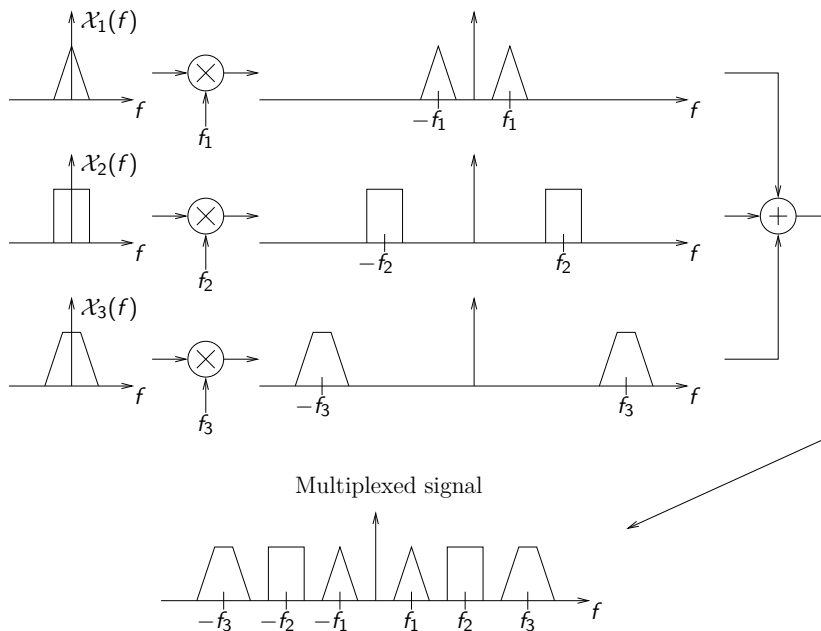 𝒳₁(f)
f
f₁
−f₁
f₁
f
𝒳₂(f)
f
f₂
−f₂
f₂
f
𝒳₃(f)
f
f₃
−f₃
f₃
f
Multiplexed signal
−f₃ −f₂ −f₁ f₁ f₂ f₃ f